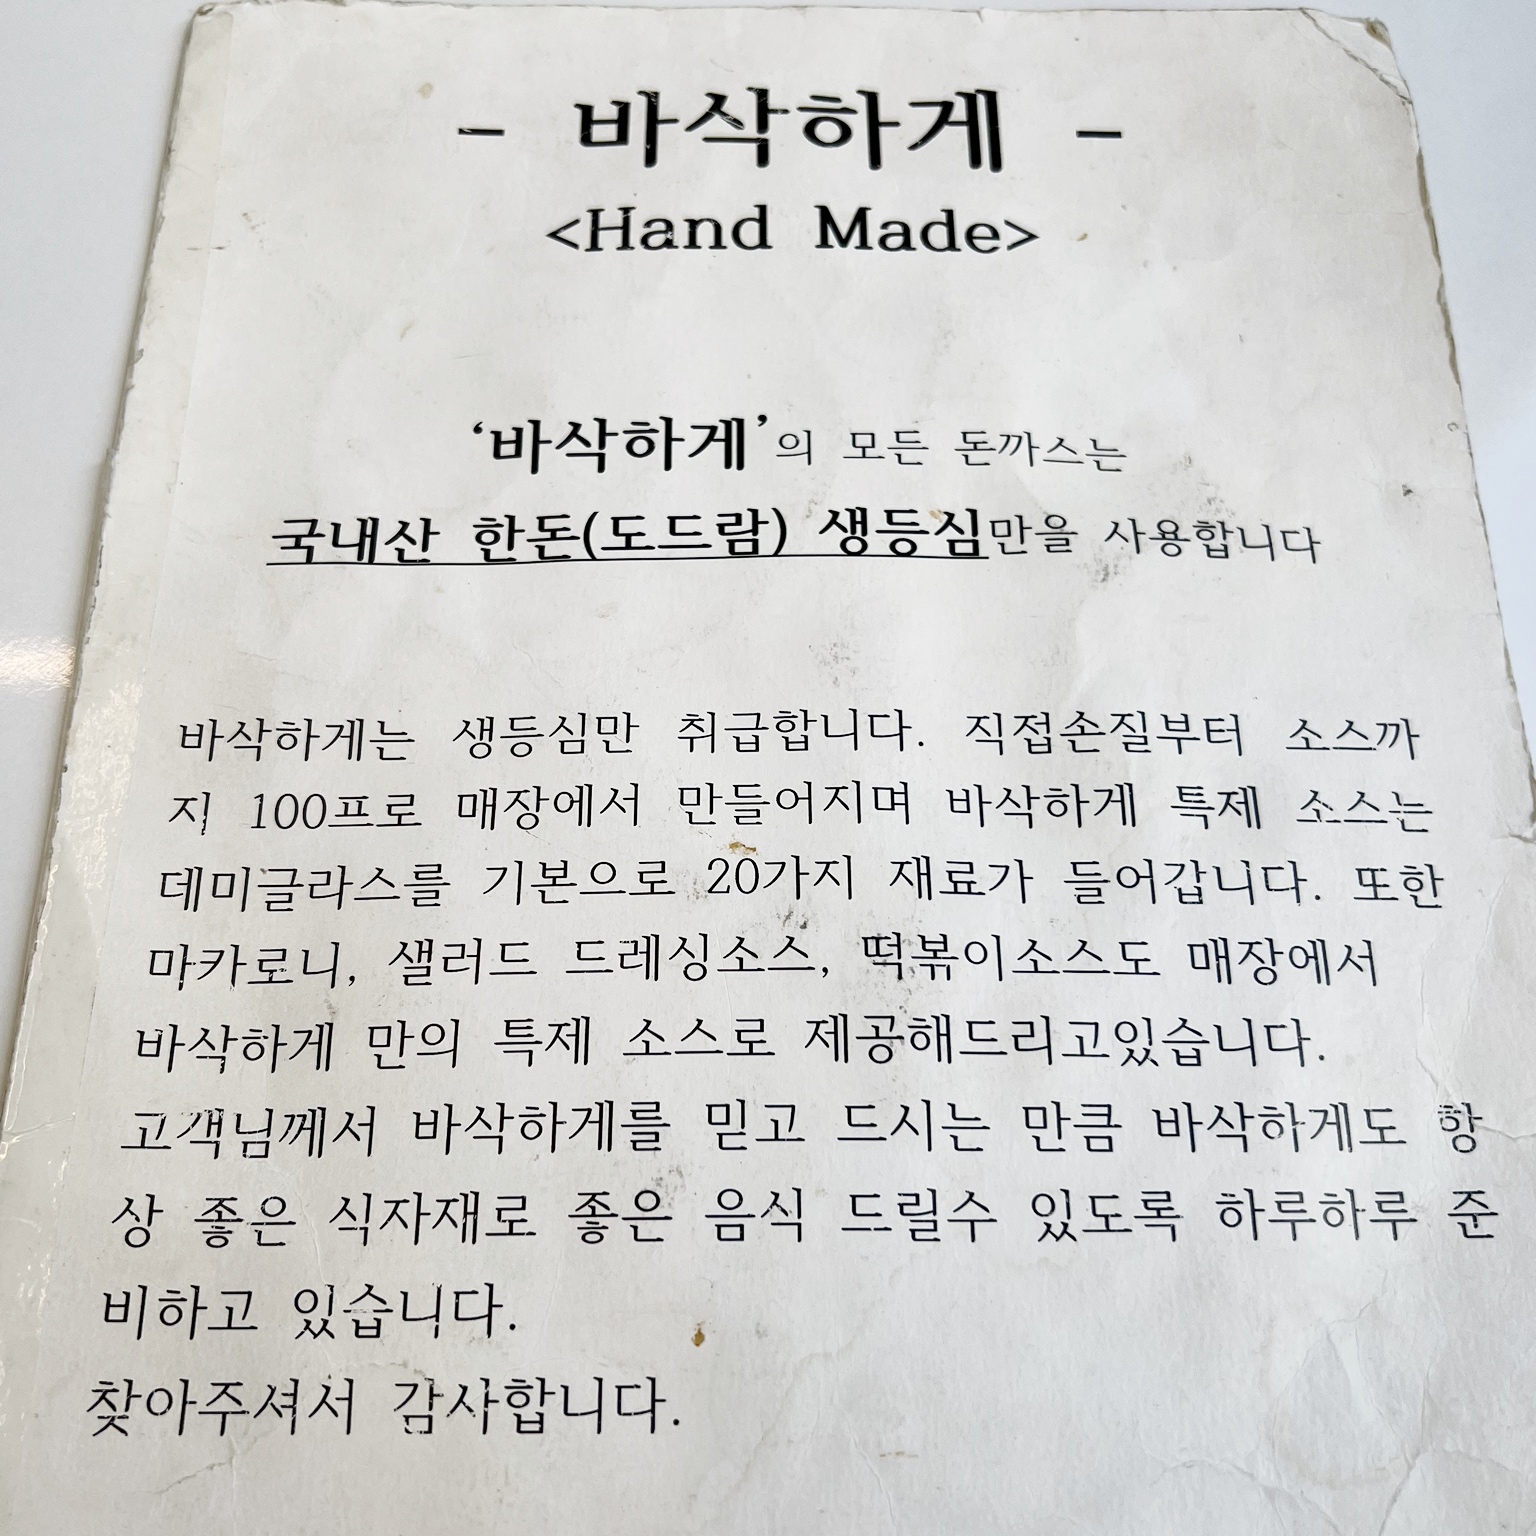 - 바삭하게 -
<Hand Made>
‘바삭하게’의 모든 돈까스는
국내산 한돈(도드람) 생등심만을 사용합니다
바삭하게는 생등심만 취급합니다. 직접손질부터 소스까
지 100프로 매장에서 만들어지며 바삭하게 특제 소스는
데미글라스를 기본으로 20가지 재료가 들어갑니다. 또한
마카로니, 샐러드 드레싱소스, 떡볶이소스도 매장에서
바삭하게 만의 특제 소스로 제공해드리고있습니다.
고객님께서 바삭하게를 믿고 드시는 만큼 바삭하게도 항
상 좋은 식자재로 좋은 음식 드릴수 있도록 하루하루 준
비하고 있습니다.
찾아주셔서 감사합니다.